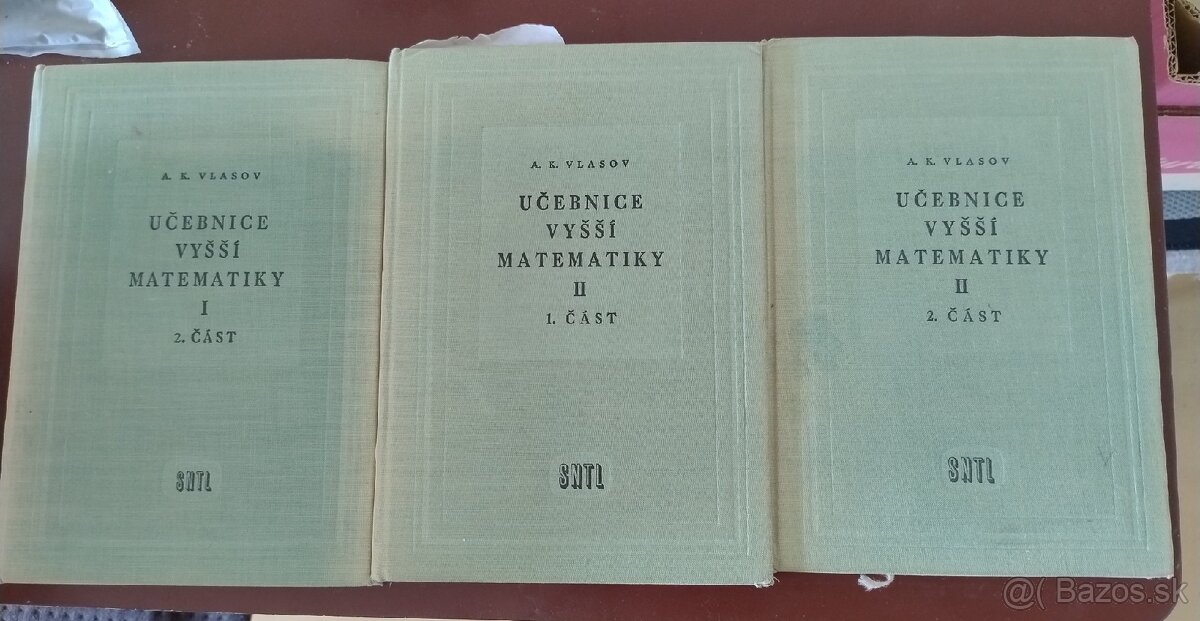 A. K. VLASOV
UČEBNICE
VYŠŠÍ
MATEMATIKY
I
2. ČÁST
SNTL
A. K. VLASOV
UČEBNICE
VYŠŠÍ
MATEMATIKY
II
1. ČÁST
SNTL
A. K. VLASOV
UČEBNICE
VYŠŠÍ
MATEMATIKY
II
2. ČÁST
SNTL
@( Bazos.sk